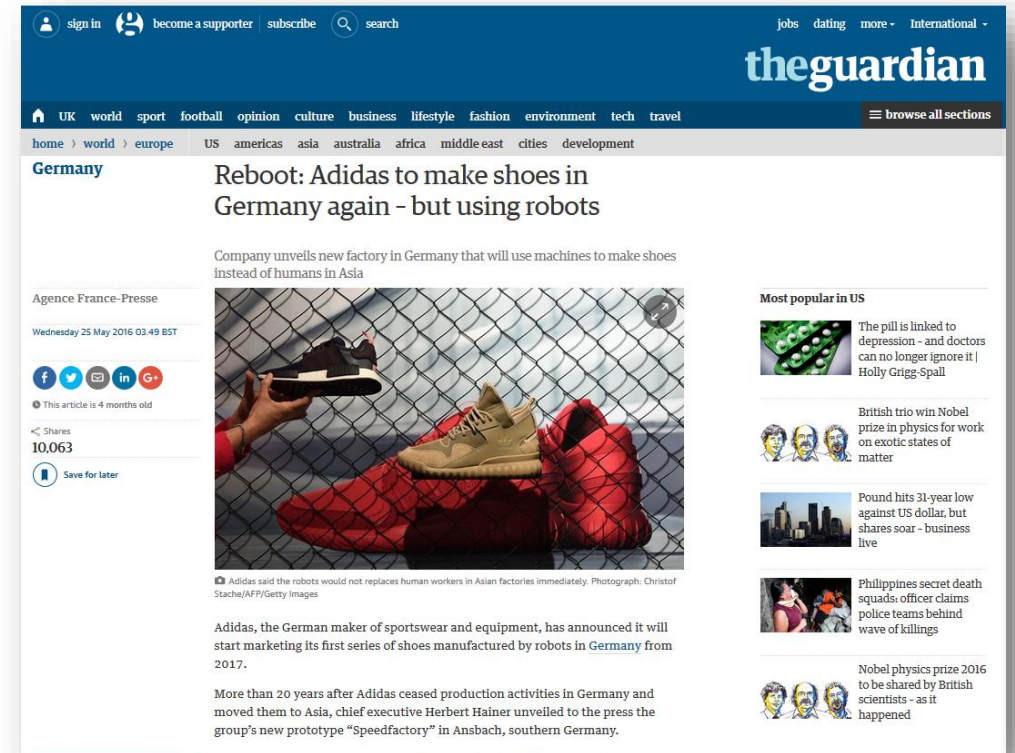 sign in become a supporter subscribe search jobs dating more International
theguardian
UK world sport football opinion culture business lifestyle fashion environment tech travel browse all sections
home › world › europe US americas asia australia africa middle east cities development
Germany
Reboot: Adidas to make shoes in
Germany again – but using robots
Company unveils new factory in Germany that will use machines to make shoes
instead of humans in Asia
Agence France-Presse
Wednesday 25 May 2016 03.49 BST
This article is 4 months old
Shares
10,063
Save for later
Adidas said the robots would not replaces human workers in Asian factories immediately. Photograph: Christof
Stache/AFP/Getty Images
Adidas, the German maker of sportswear and equipment, has announced it will
start marketing its first series of shoes manufactured by robots in Germany from
2017.
More than 20 years after Adidas ceased production activities in Germany and
moved them to Asia, chief executive Herbert Hainer unveiled to the press the
group's new prototype “Speedfactory” in Ansbach, southern Germany.
Most popular in US
The pill is linked to
depression – and doctors
can no longer ignore it |
Holly Grigg-Spall
British trio win Nobel
prize in physics for work
on exotic states of
matter
Pound hits 31-year low
against US dollar, but
shares soar – business
live
Philippines secret death
squads: officer claims
police teams behind
wave of killings
Nobel physics prize 2016
to be shared by British
scientists – as it
happened